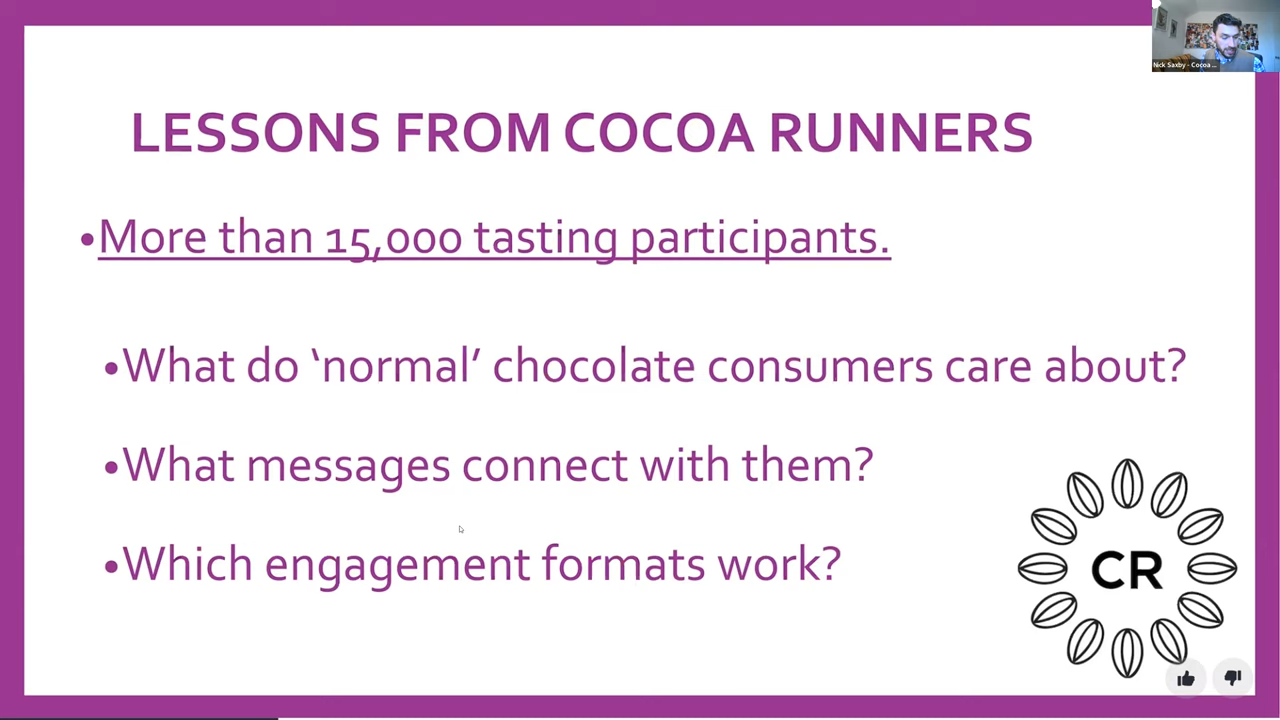 Nick Saxby - Cocoa ...
LESSONS FROM COCOA RUNNERS
•More than 15,000 tasting participants.
•What do ‘normal’ chocolate consumers care about?
•What messages connect with them?
•Which engagement formats work?
CR